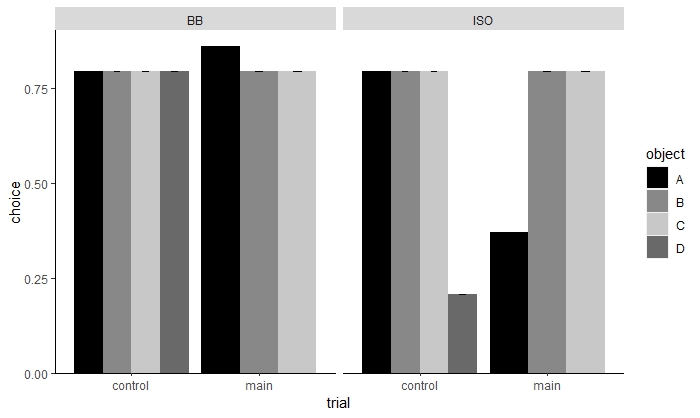 BB
ISO
choice
0.75
0.50
0.25
0.00
control
main
control
main
trial
object
A
B
C
D